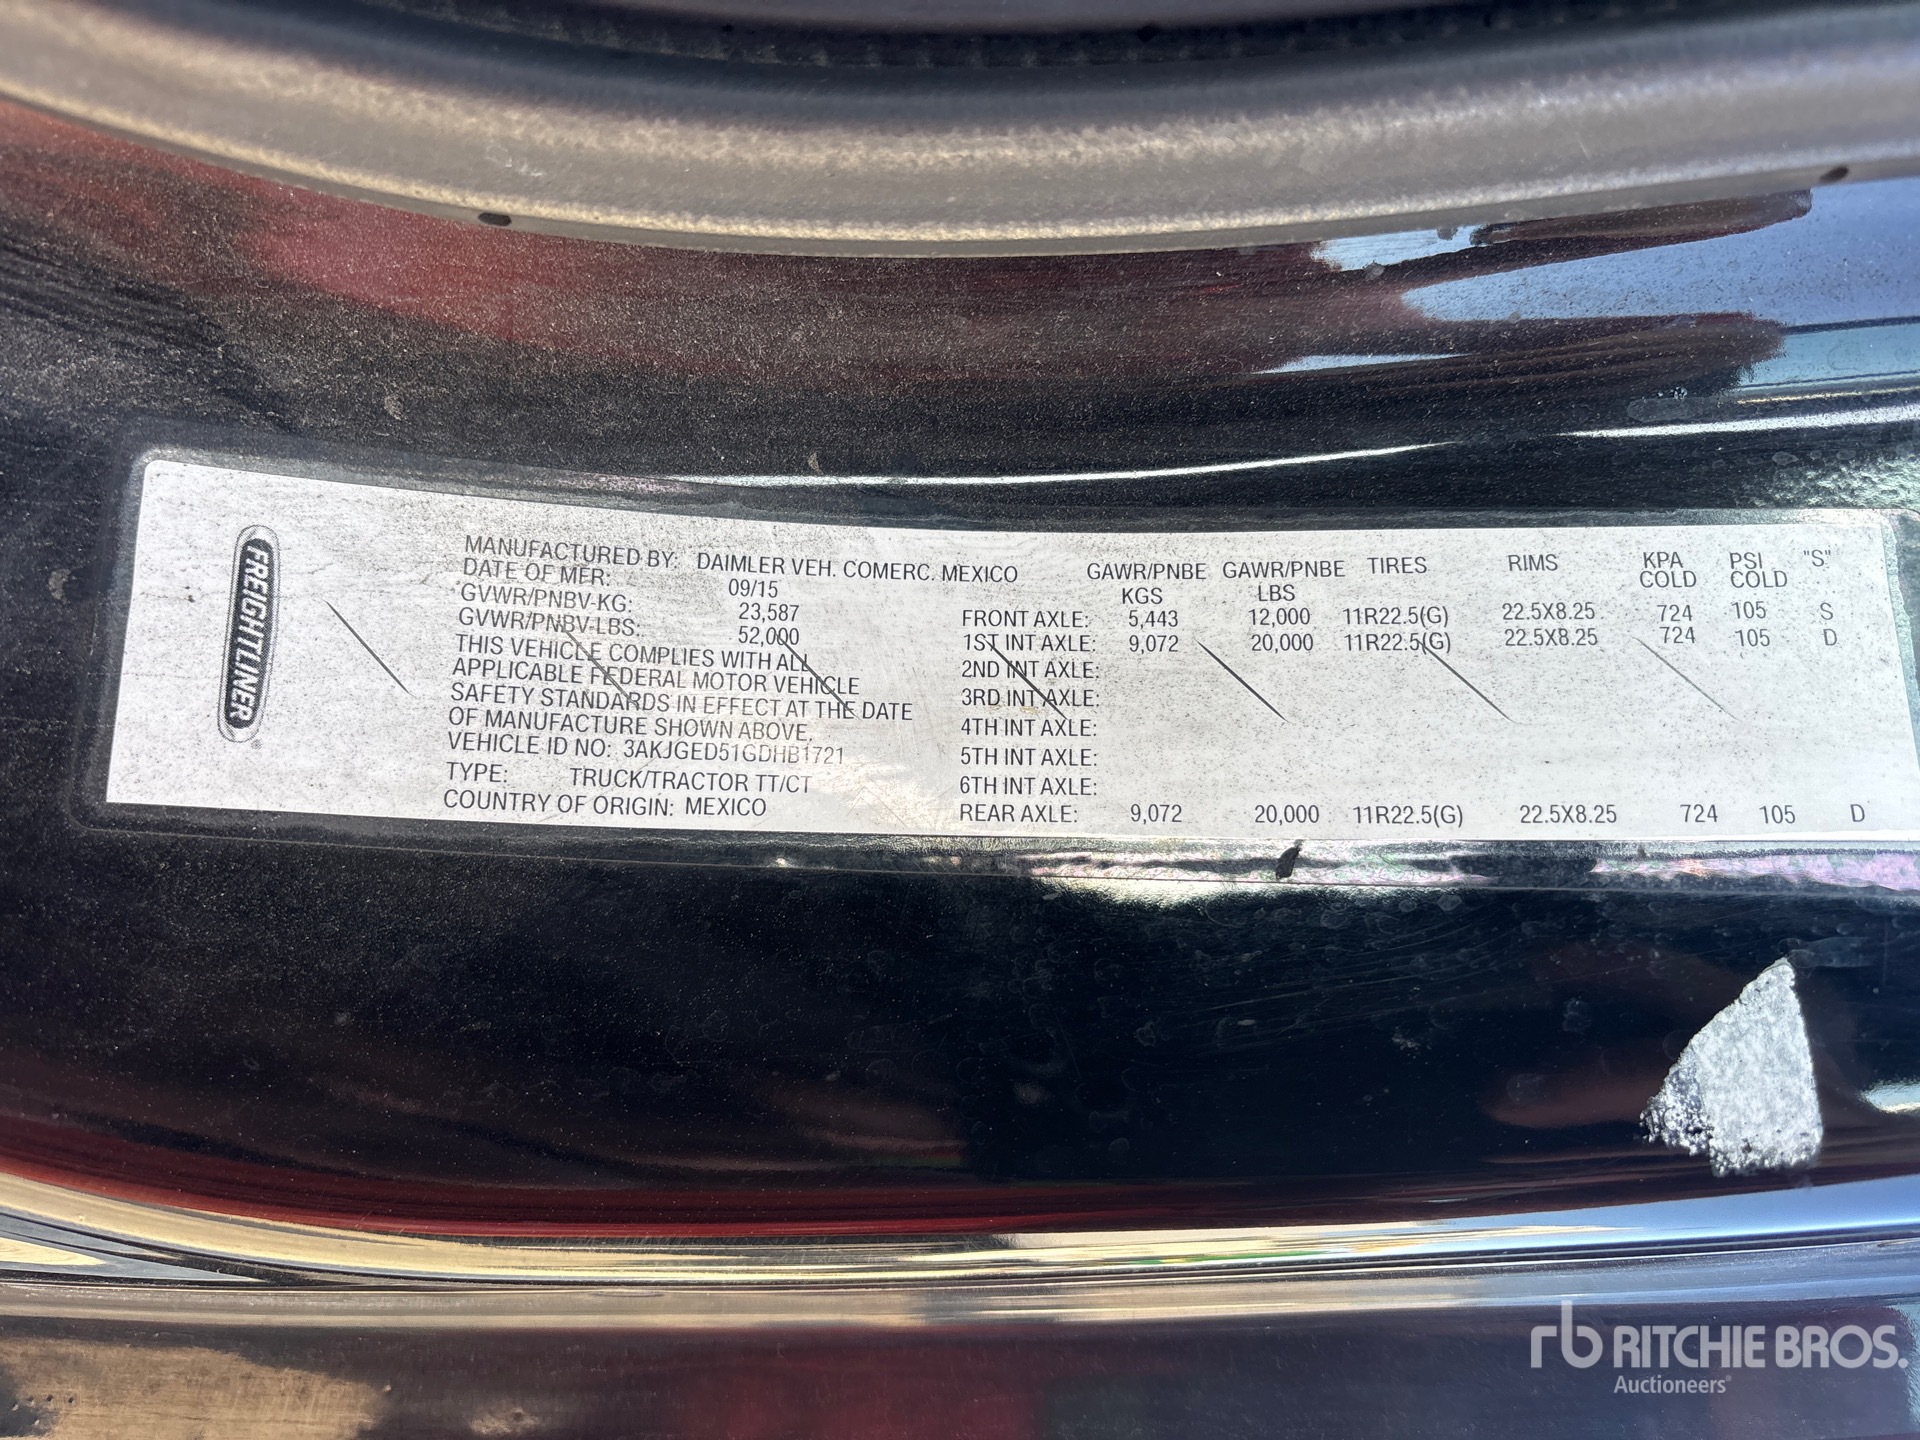 FREIGHTLINER
MANUFACTURED BY: DAIMLER VEH. COMERC. MEXICO
DATE OF MFR: 09/15
GVWR/PNBV-KG: 23,587
GVWR/PNBV-LBS: 52,000
THIS VEHICLE COMPLIES WITH ALL
APPLICABLE FEDERAL MOTOR VEHICLE
SAFETY STANDARDS IN EFFECT AT THE DATE
OF MANUFACTURE SHOWN ABOVE.
VEHICLE ID NO: 3AKJGED51GDHB1721
TYPE: TRUCK/TRACTOR TT/CT
COUNTRY OF ORIGIN: MEXICO
GAWR/PNBE KGS GAWR/PNBE LBS TIRES RIMS KPA COLD PSI COLD "S"
FRONT AXLE: 5,443 12,000 11R22.5(G) 22.5X8.25 724 105 S
1ST INT AXLE: 9,072 20,000 11R22.5(G) 22.5X8.25 724 105 D
2ND INT AXLE:
3RD INT AXLE:
4TH INT AXLE:
5TH INT AXLE:
6TH INT AXLE:
REAR AXLE: 9,072 20,000 11R22.5(G) 22.5X8.25 724 105 D
rb RITCHIE BROS.
Auctioneers